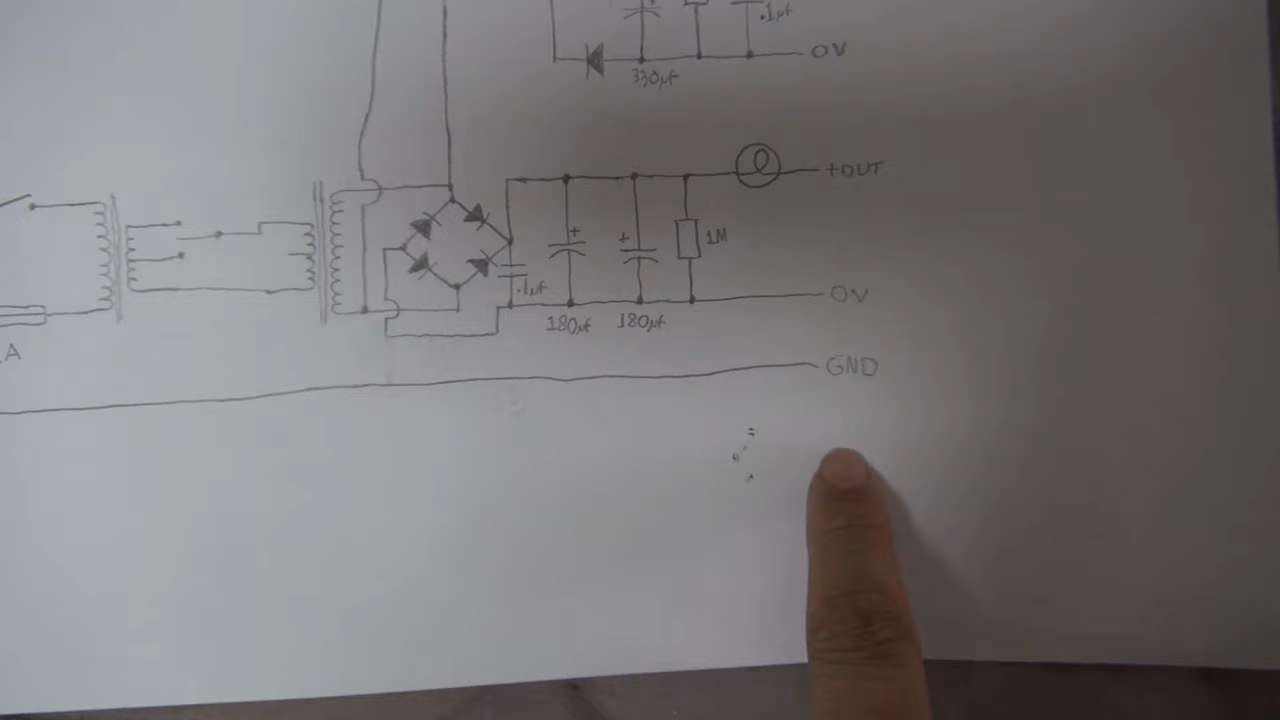 .1µf
0V
330µf
+OUT
1M
.1µf
0V
180µf 180µf
A
GND